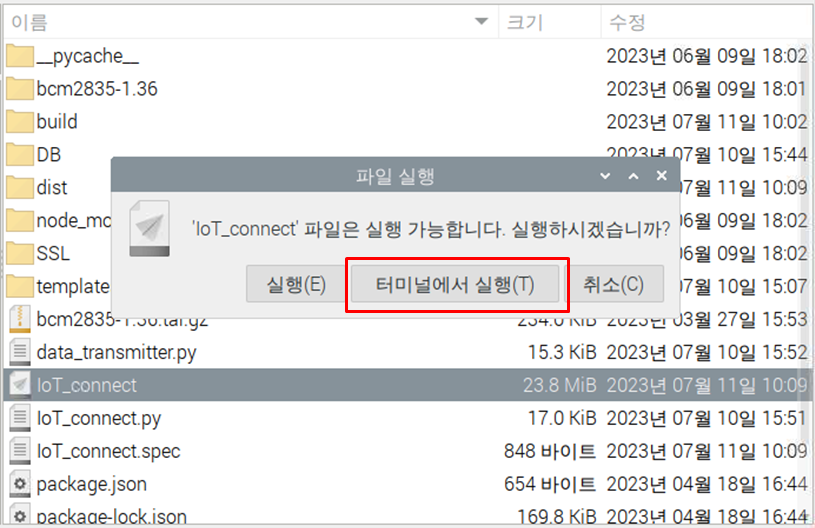 이름 크기 수정
__pycache__ 2023년 06월 09일 18:02
bcm2835-1.36 2023년 06월 09일 18:01
build 2023년 07월 11일 10:02
DB 2023년 07월 10일 15:44
파일 실행
dist 07월 11일 10:09
'IoT_connect' 파일은 실행 가능합니다. 실행하시겠습니까?
node_mo 06월 09일 18:02
SSL 06월 09일 18:02
실행(E) 터미널에서 실행(T) 취소(C)
template 07월 10일 15:07
bcm2835-1.36.tar.gz 254.0 KiB 2023년 03월 27일 15:53
data_transmitter.py 15.3 KiB 2023년 07월 10일 15:52
IoT_connect 23.8 MiB 2023년 07월 11일 10:09
IoT_connect.py 17.0 KiB 2023년 07월 10일 15:51
IoT_connect.spec 848 바이트 2023년 07월 11일 10:09
package.json 654 바이트 2023년 04월 18일 16:44
package-lock.json 169.8 KiB 2023년 04월 18일 16:44